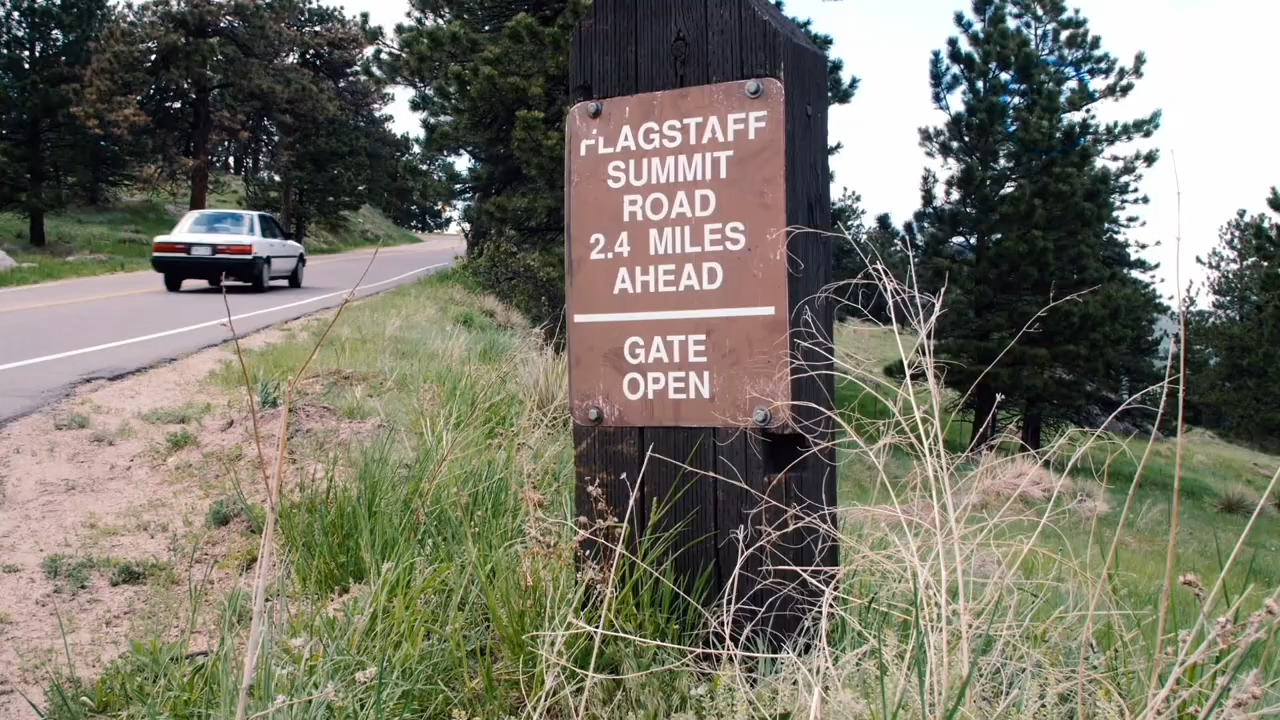 FLAGSTAFF
SUMMIT
ROAD
2.4 MILES
AHEAD
GATE
OPEN